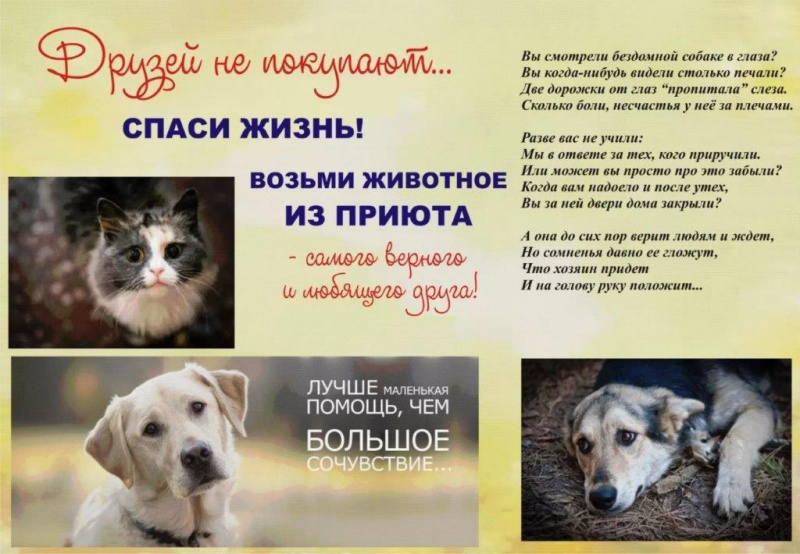 Друзей не покупают...
СПАСИ ЖИЗНЬ!
ВОЗЬМИ ЖИВОТНОЕ
ИЗ ПРИЮТА
- самого верного
и любящего друга!
Вы смотрели бездомной собаке в глаза?
Вы когда-нибудь видели столько печали?
Две дорожки от глаз “пропитала” слеза.
Сколько боли, несчастья у неё за плечами.
Разве вас не учили:
Мы в ответе за тех, кого приручили.
Или может вы просто про это забыли?
Когда вам надоело и после утех,
Вы за ней двери дома закрыли?
А она до сих пор верит людям и ждет,
Но сомненья давно ее гложут,
Что хозяин придет
И на голову руку положит...
ЛУЧШЕ МАЛЕНЬКАЯ
ПОМОЩЬ, ЧЕМ
БОЛЬШОЕ
СОЧУВСТВИЕ...